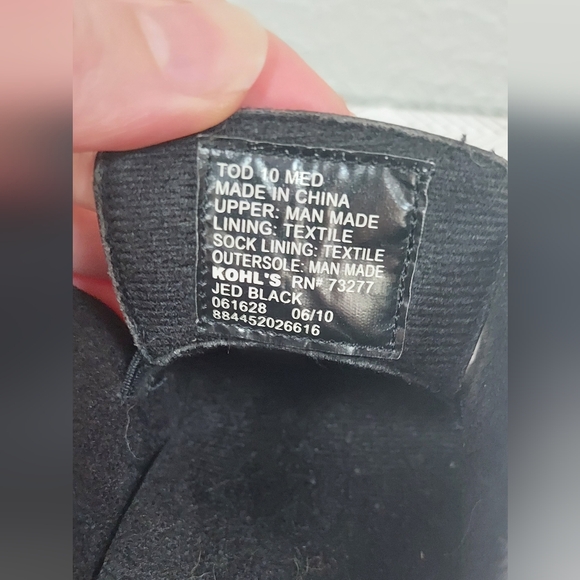 TOD 10 MED
MADE IN CHINA
UPPER: MAN MADE
LINING: TEXTILE
SOCK LINING: TEXTILE
OUTERSOLE: MAN MADE
KOHL'S RN# 73277
JED BLACK
061628 06/10
884452026616